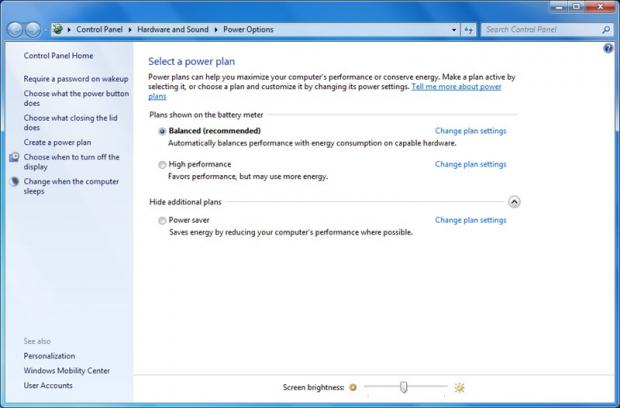 Control Panel ▸ Hardware and Sound ▸ Power Options
Search Control Panel
Control Panel Home
Require a password on wakeup
Choose what the power button
does
Choose what closing the lid
does
Create a power plan
Choose when to turn off the
display
Change when the computer
sleeps
See also
Personalization
Windows Mobility Center
User Accounts
Select a power plan
Power plans can help you maximize your computer's performance or conserve energy. Make a plan active by
selecting it, or choose a plan and customize it by changing its power settings. Tell me more about power
plans
Plans shown on the battery meter
Balanced (recommended) Change plan settings
Automatically balances performance with energy consumption on capable hardware.
High performance Change plan settings
Favors performance, but may use more energy.
Hide additional plans
Power saver Change plan settings
Saves energy by reducing your computer's performance where possible.
Screen brightness: